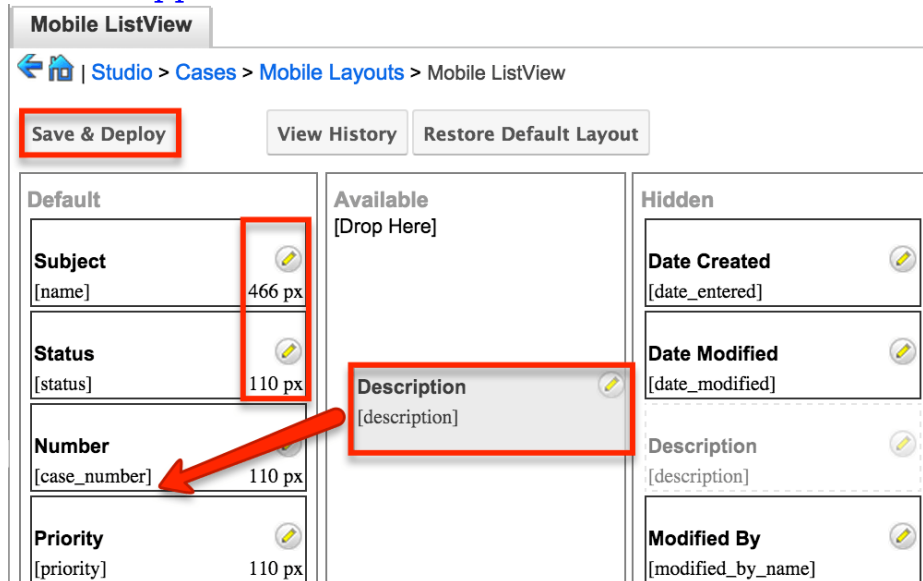 Mobile ListView
| Studio > Cases > Mobile Layouts > Mobile ListView
Save & Deploy
View History
Restore Default Layout
Default
Subject
[name]
466 px
Status
[status]
110 px
Number
[case_number]
110 px
Priority
[priority]
110 px
Available
[Drop Here]
Description
[description]
Hidden
Date Created
[date_entered]
Date Modified
[date_modified]
Description
[description]
Modified By
[modified_by_name]